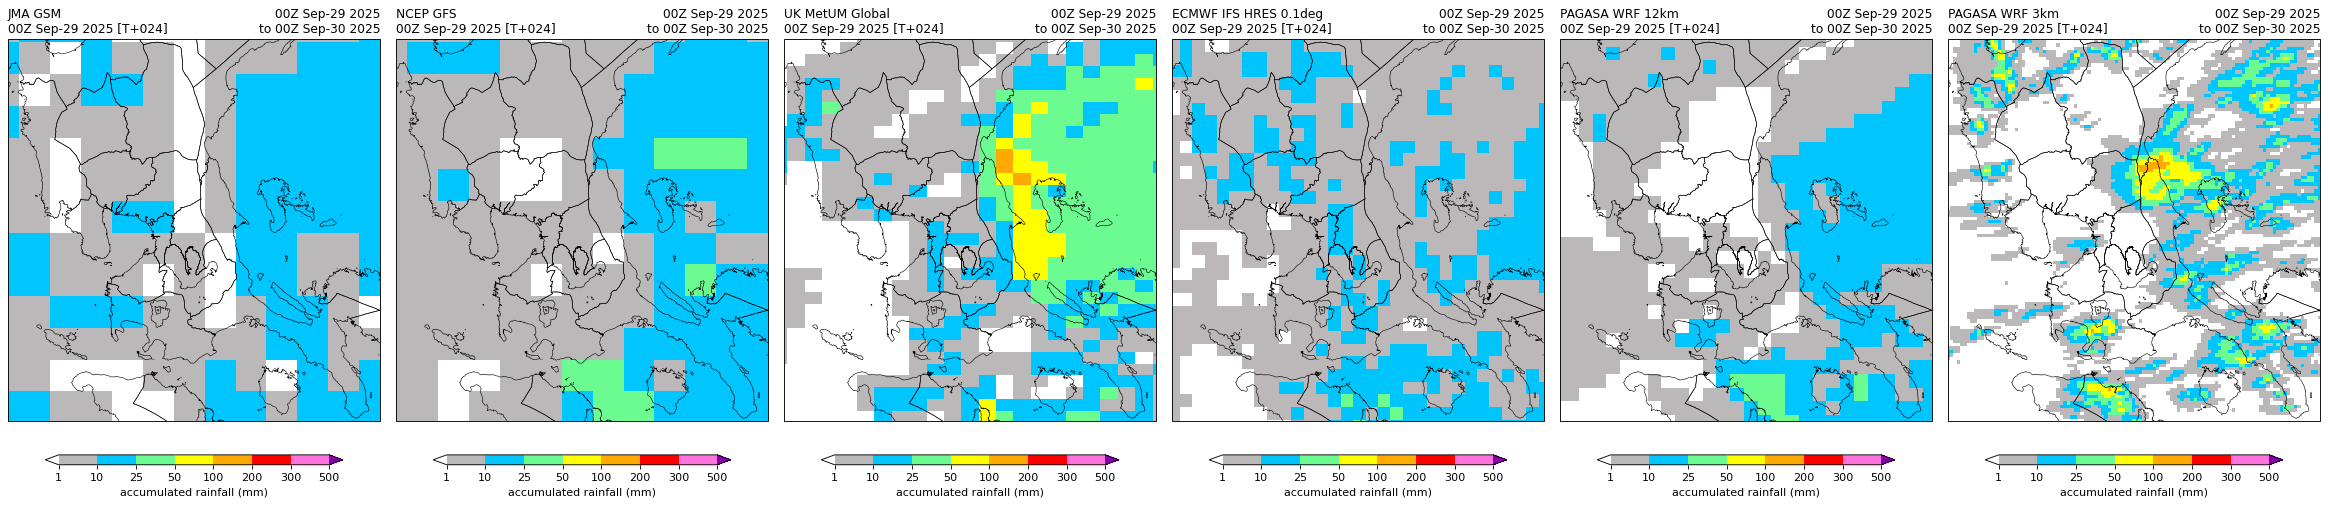 JMA GSM 00Z Sep-29 2025
00Z Sep-29 2025 [T+024] to 00Z Sep-30 2025
1 10 25 50 100 200 300 500
accumulated rainfall (mm)
NCEP GFS 00Z Sep-29 2025
00Z Sep-29 2025 [T+024] to 00Z Sep-30 2025
1 10 25 50 100 200 300 500
accumulated rainfall (mm)
UK MetUM Global 00Z Sep-29 2025
00Z Sep-29 2025 [T+024] to 00Z Sep-30 2025
1 10 25 50 100 200 300 500
accumulated rainfall (mm)
ECMWF IFS HRES 0.1deg 00Z Sep-29 2025
00Z Sep-29 2025 [T+024] to 00Z Sep-30 2025
1 10 25 50 100 200 300 500
accumulated rainfall (mm)
PAGASA WRF 12km 00Z Sep-29 2025
00Z Sep-29 2025 [T+024] to 00Z Sep-30 2025
1 10 25 50 100 200 300 500
accumulated rainfall (mm)
PAGASA WRF 3km 00Z Sep-29 2025
00Z Sep-29 2025 [T+024] to 00Z Sep-30 2025
1 10 25 50 100 200 300 500
accumulated rainfall (mm)